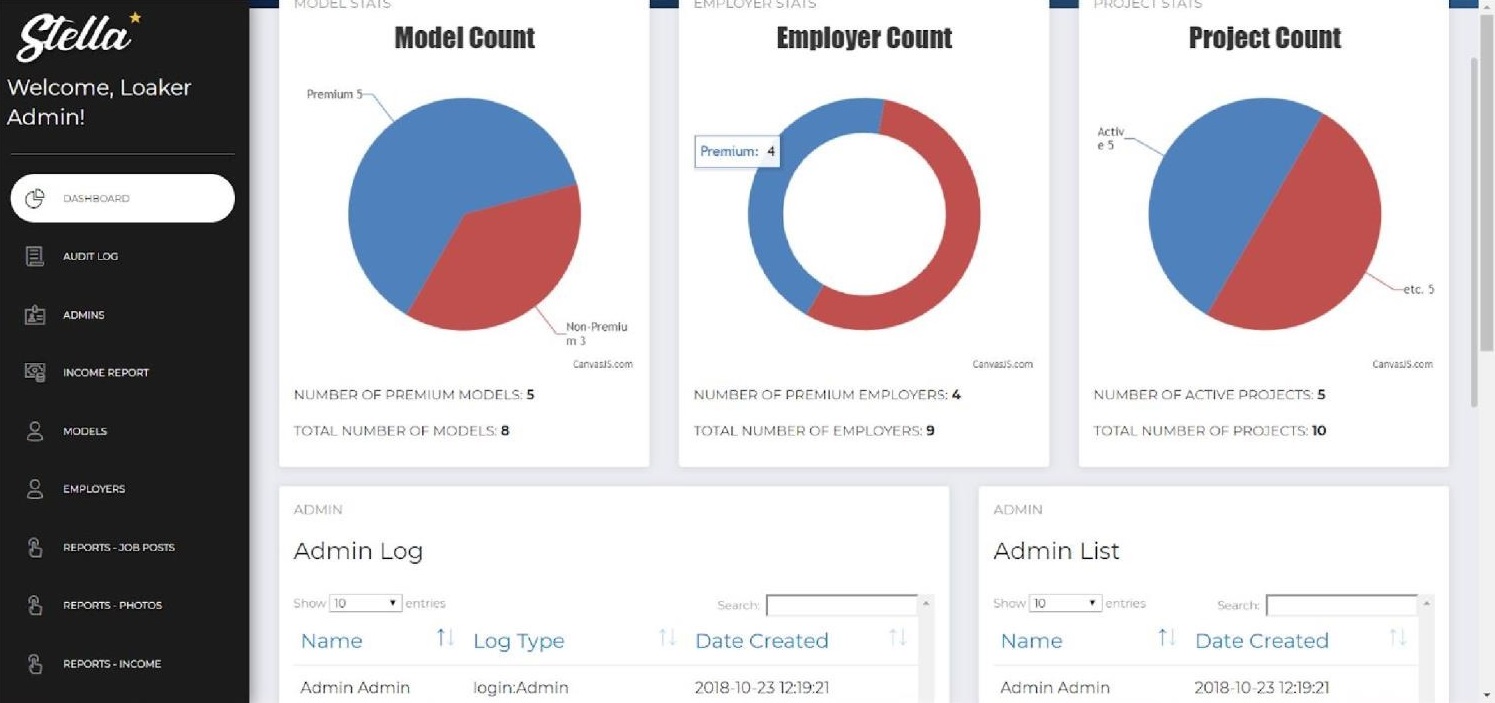 Stella
Welcome, Loaker
Admin!
DASHBOARD
AUDIT LOG
ADMINS
INCOME REPORT
MODELS
EMPLOYERS
REPORTS - JOB POSTS
REPORTS - PHOTOS
REPORTS - INCOME
MODEL STATS
Model Count
Premium 5
Non-Premiu
m 3
CanvasJS.com
NUMBER OF PREMIUM MODELS: 5
TOTAL NUMBER OF MODELS: 8
EMPLOYER STATS
Employer Count
Premium: 4
CanvasJS.com
NUMBER OF PREMIUM EMPLOYERS: 4
TOTAL NUMBER OF EMPLOYERS: 9
PROJECT STATS
Project Count
Activ
e 5
etc. 5
CanvasJS.com
NUMBER OF ACTIVE PROJECTS: 5
TOTAL NUMBER OF PROJECTS: 10
ADMIN
Admin Log
Show 10 entries
Search:
Name Log Type Date Created
Admin Admin login:Admin 2018-10-23 12:19:21
ADMIN
Admin List
Show 10 entries
Search:
Name Date Created
Admin Admin 2018-10-23 12:19:21